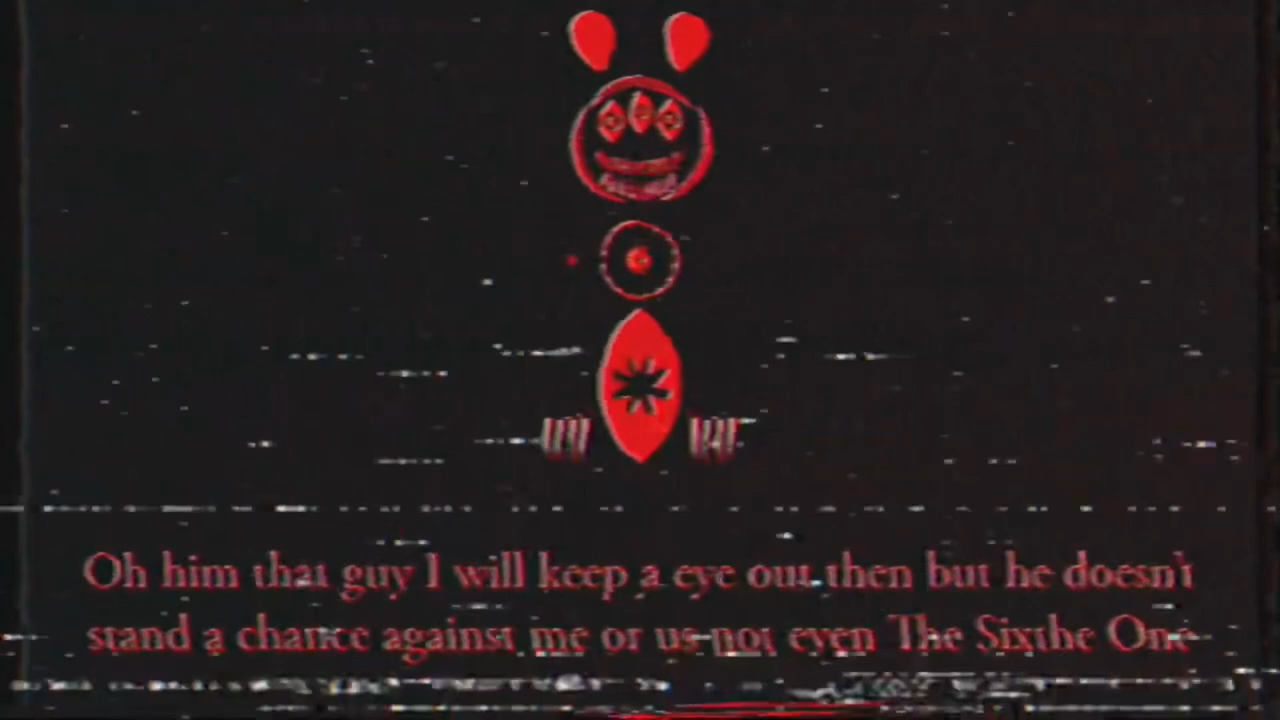 Oh him that guy I will keep a eye out then but he doesn't
stand a chance against me or us not even The Sixthe One